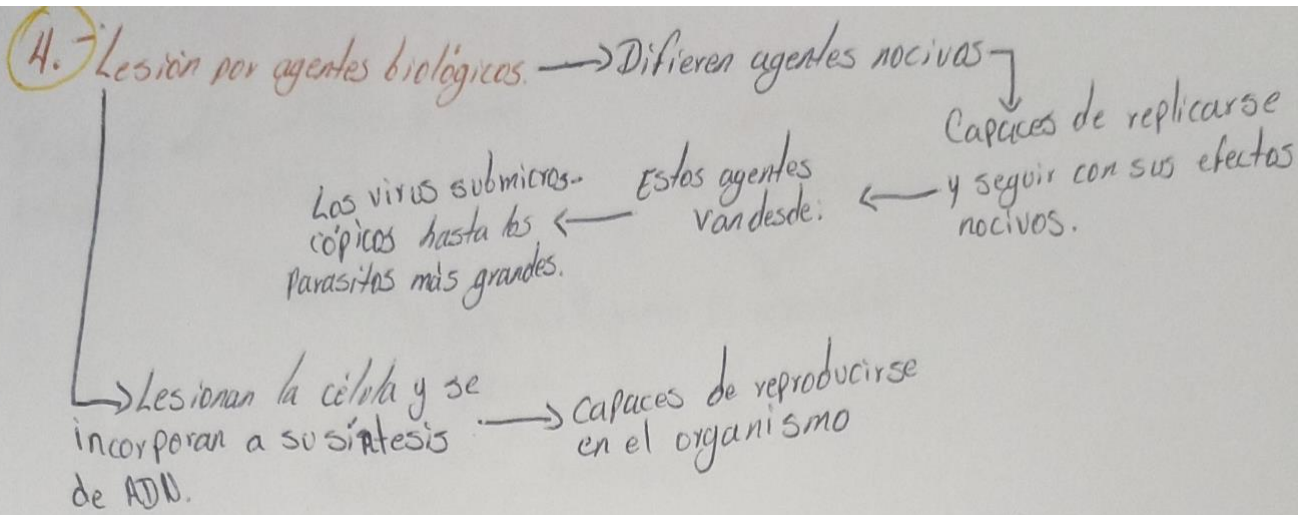 4.- Lesión por agentes biológicos. → Difieren agentes nocivos
Capaces de replicarse
y seguir con sus efectos
nocivos.
Estos agentes
van desde:
Los virus submicros-
cópicos hasta los
parasitos más grandes.
Lesionan la célula y se
incorporan a su síntesis
de ADN.
Capaces de reproducirse
en el organismo